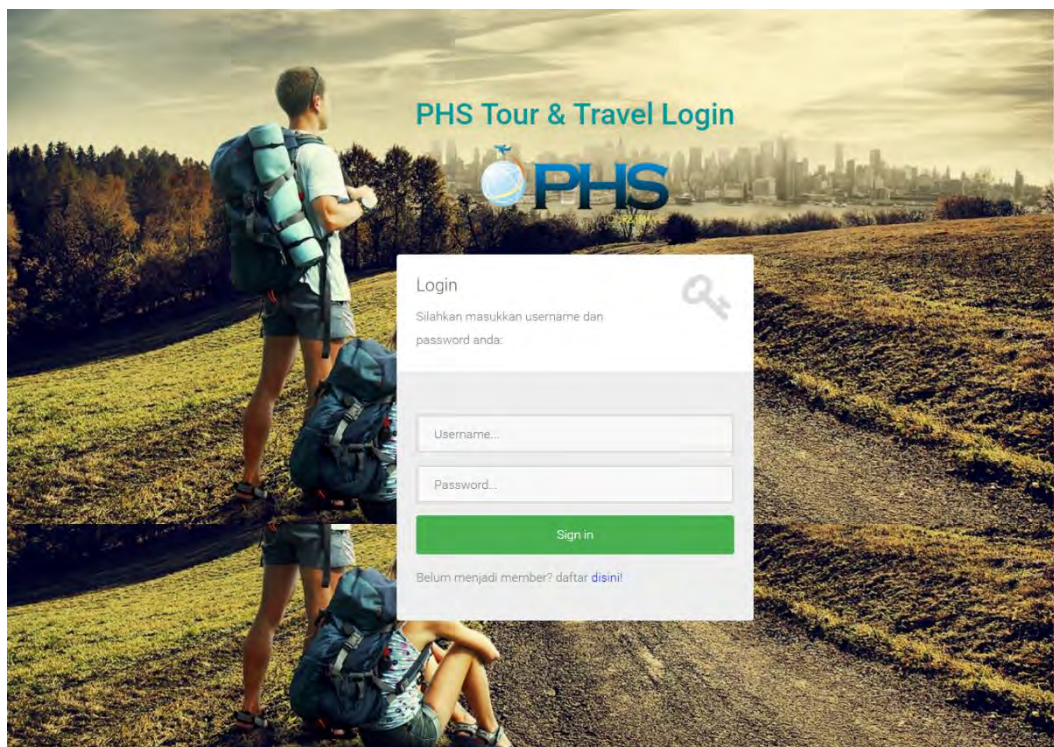 PHS Tour & Travel Login
PHS
Login
Silahkan masukkan username dan
password anda:
Username...
Password...
Sign in
Belum menjadi member? daftar disini!